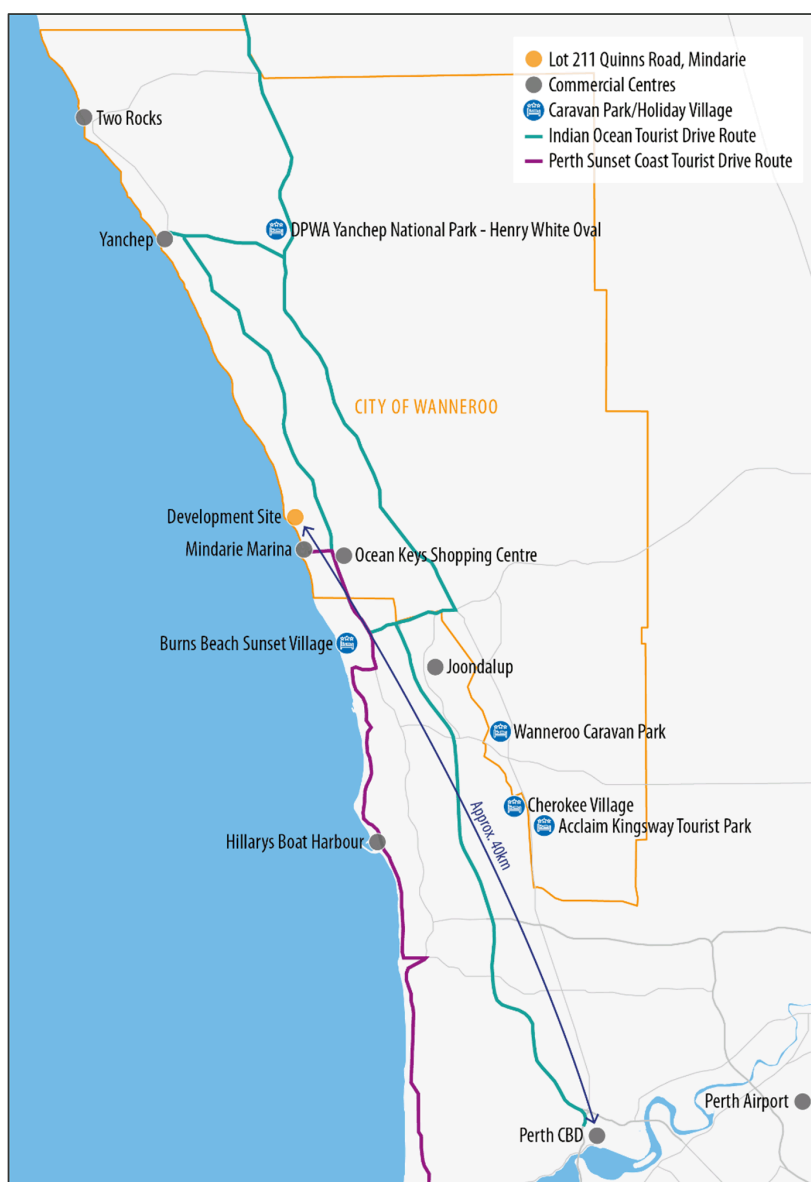 Lot 211 Quinns Road, Mindarie
Commercial Centres
Caravan Park/Holiday Village
Indian Ocean Tourist Drive Route
Perth Sunset Coast Tourist Drive Route
Two Rocks
DPWA Yanchep National Park - Henry White Oval
Yanchep
CITY OF WANNEROO
Development Site
Mindarie Marina
Ocean Keys Shopping Centre
Burns Beach Sunset Village
Joondalup
Wanneroo Caravan Park
Cherokee Village
Acclaim Kingsway Tourist Park
Approx. 40km
Hillarys Boat Harbour
Perth Airport
Perth CBD